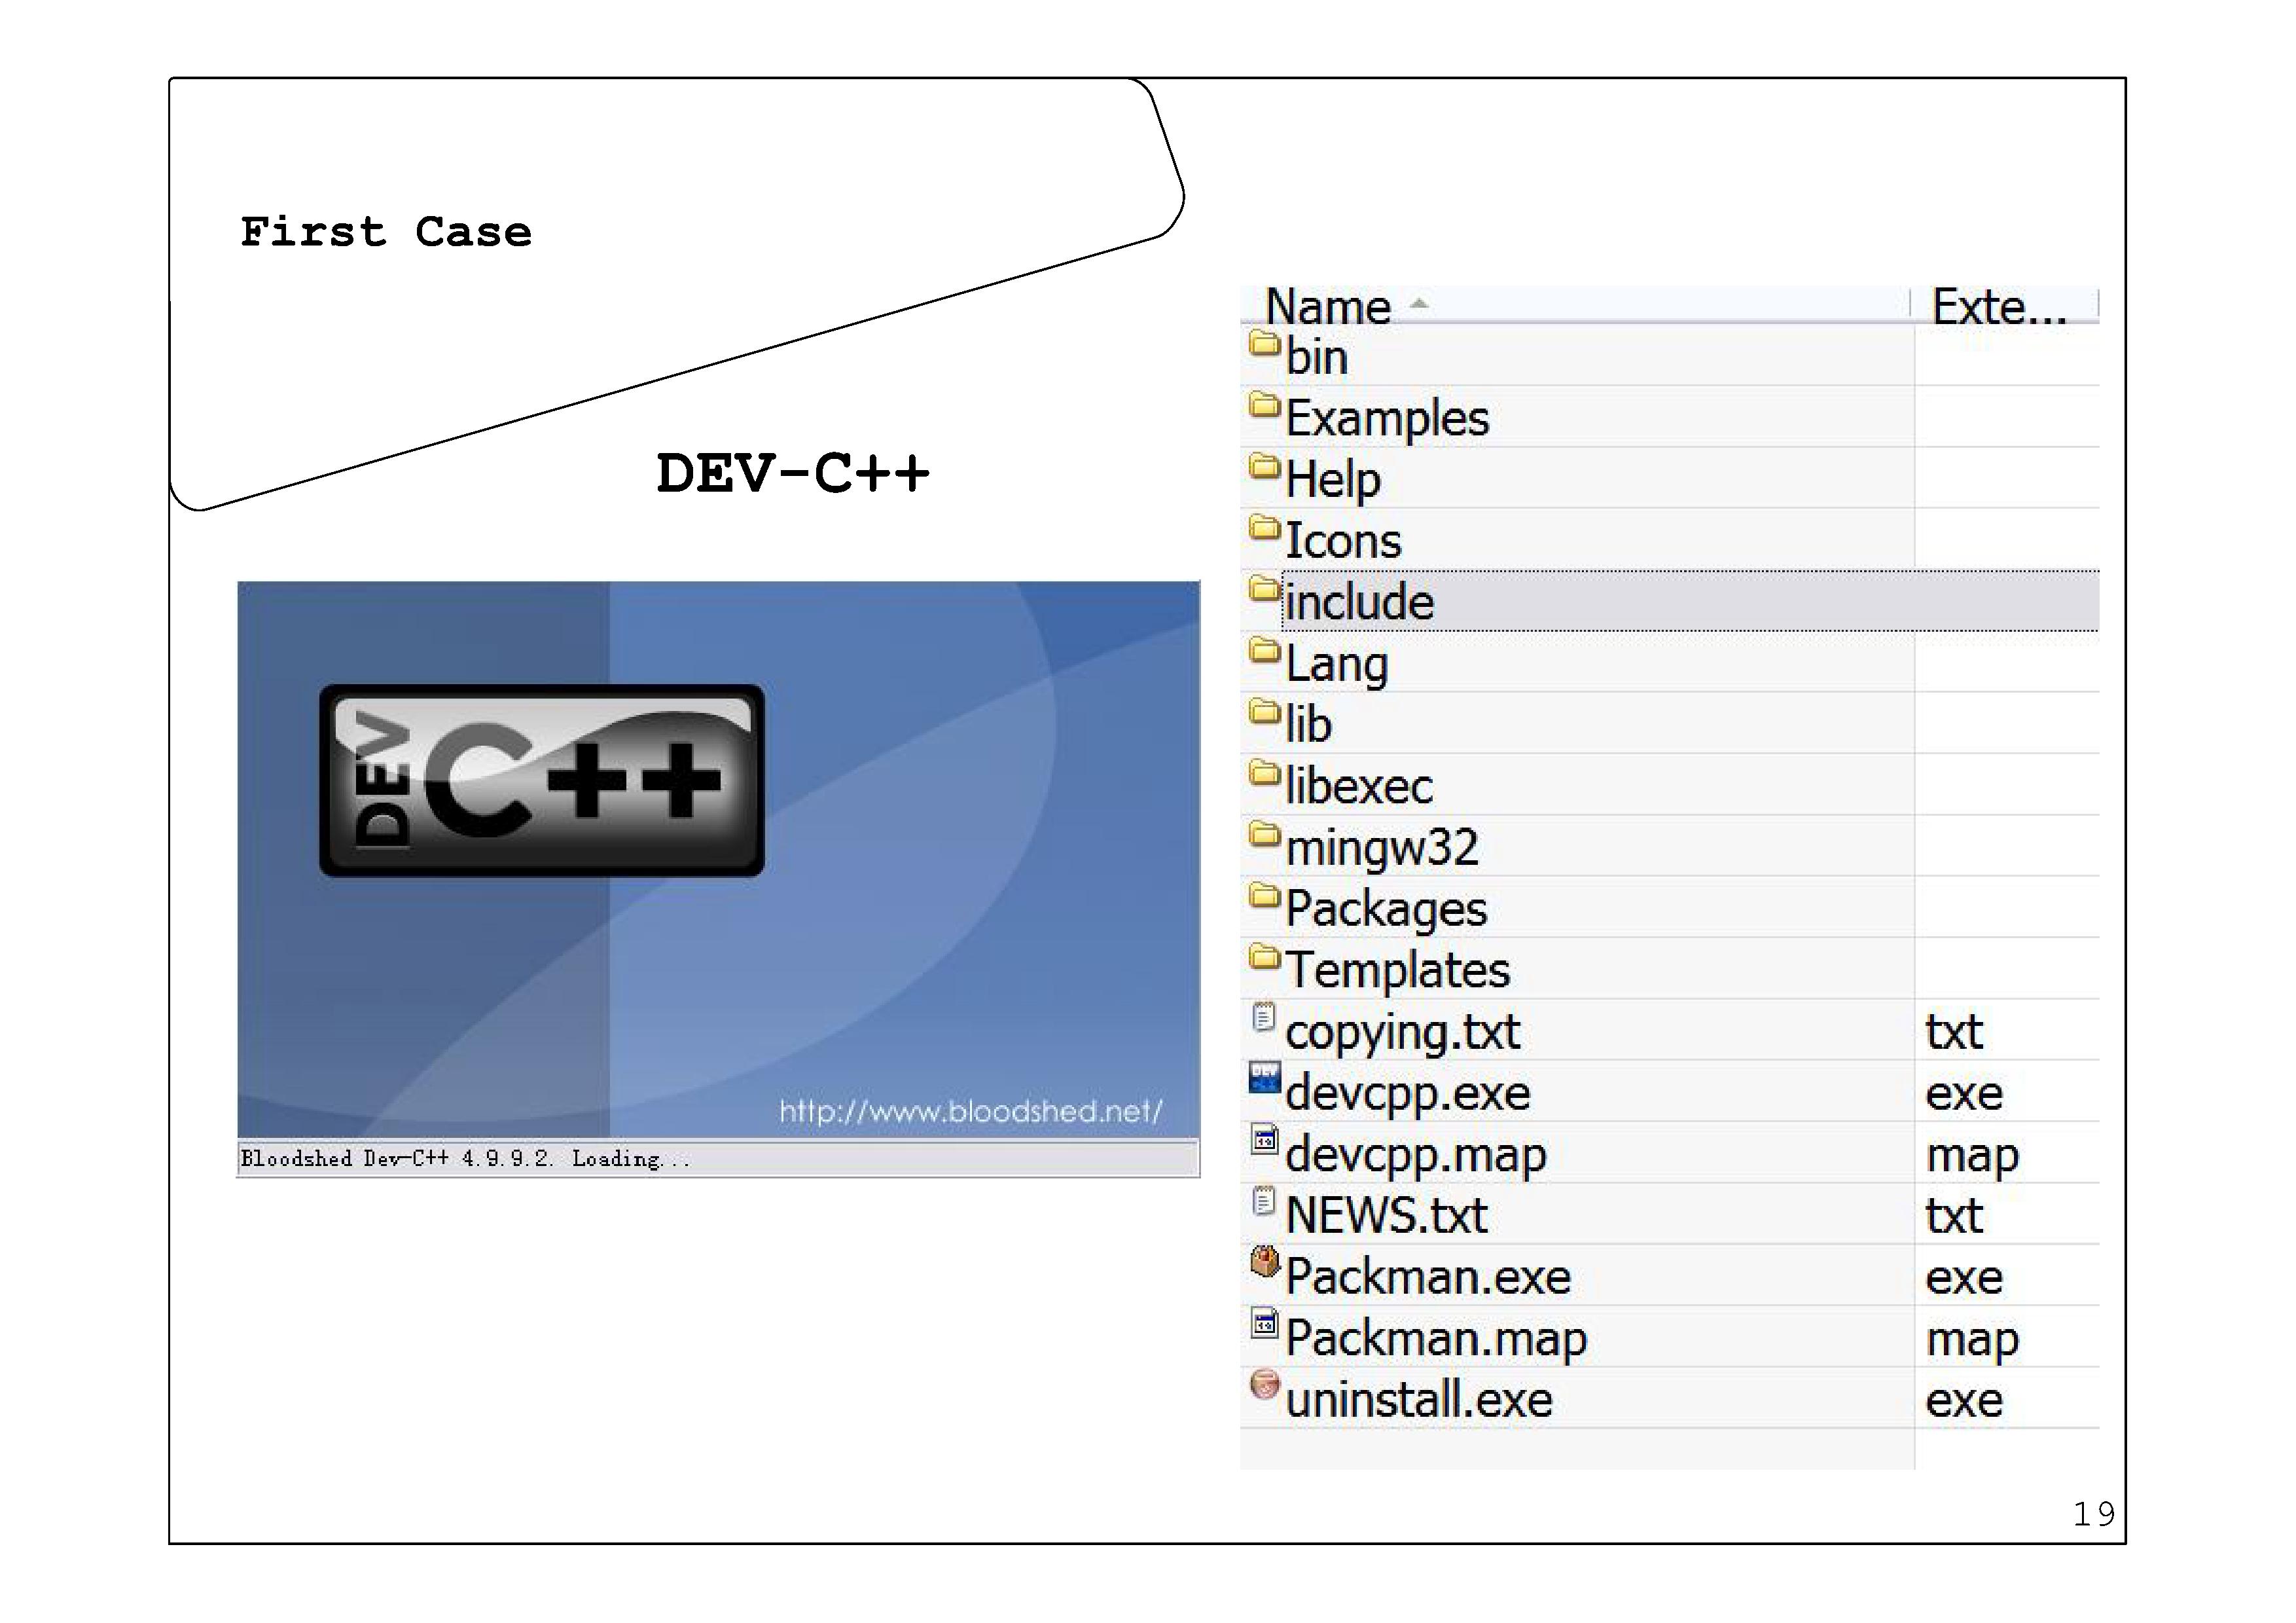 First Case
DEV-C++
DEV C++
http://www.bloodshed.net/
Bloodshed Dev-C++ 4.9.9.2. Loading...
Name Exte...
bin
Examples
Help
Icons
include
Lang
lib
libexec
mingw32
Packages
Templates
copying.txt txt
devcpp.exe exe
devcpp.map map
NEWS.txt txt
Packman.exe exe
Packman.map map
uninstall.exe exe
19